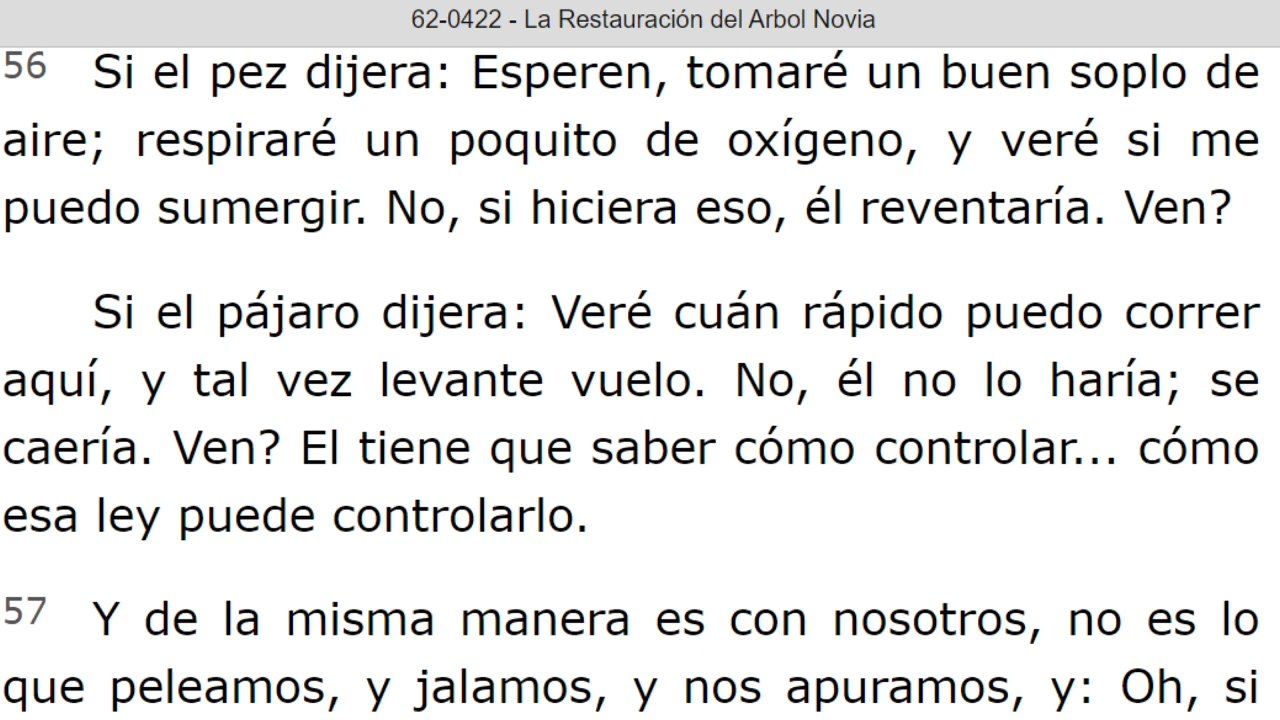 62-0422 - La Restauración del Arbol Novia
56 Si el pez dijera: Esperen, tomaré un buen soplo de
aire; respiraré un poquito de oxígeno, y veré si me
puedo sumergir. No, si hiciera eso, él reventaría. Ven?
Si el pájaro dijera: Veré cuán rápido puedo correr
aquí, y tal vez levante vuelo. No, él no lo haría; se
caería. Ven? El tiene que saber cómo controlar... cómo
esa ley puede controlarlo.
57 Y de la misma manera es con nosotros, no es lo
que peleamos, y jalamos, y nos apuramos, y: Oh, si